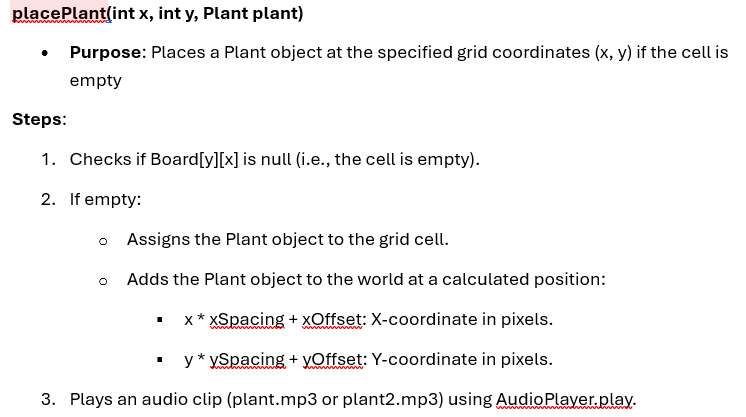 placePlant(int x, int y, Plant plant)
• Purpose: Places a Plant object at the specified grid coordinates (x, y) if the cell is
empty
Steps:
1. Checks if Board[y][x] is null (i.e., the cell is empty).
2. If empty:
o Assigns the Plant object to the grid cell.
o Adds the Plant object to the world at a calculated position:
▪ x * xSpacing + xOffset: X-coordinate in pixels.
▪ y * ySpacing + yOffset: Y-coordinate in pixels.
3. Plays an audio clip (plant.mp3 or plant2.mp3) using AudioPlayer.play.